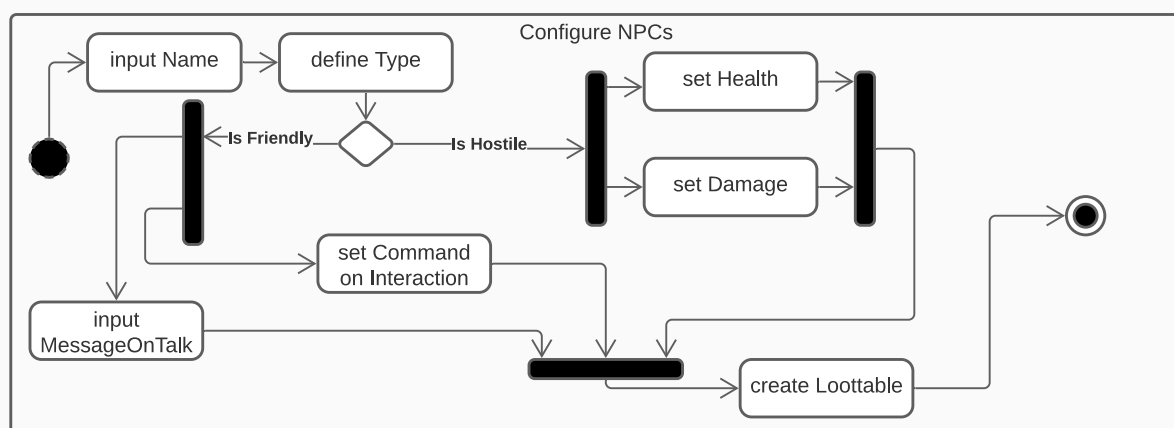 Configure NPCs
input Name
define Type
set Health
Is Friendly
Is Hostile
set Damage
set Command
on Interaction
input
MessageOnTalk
create Loottable